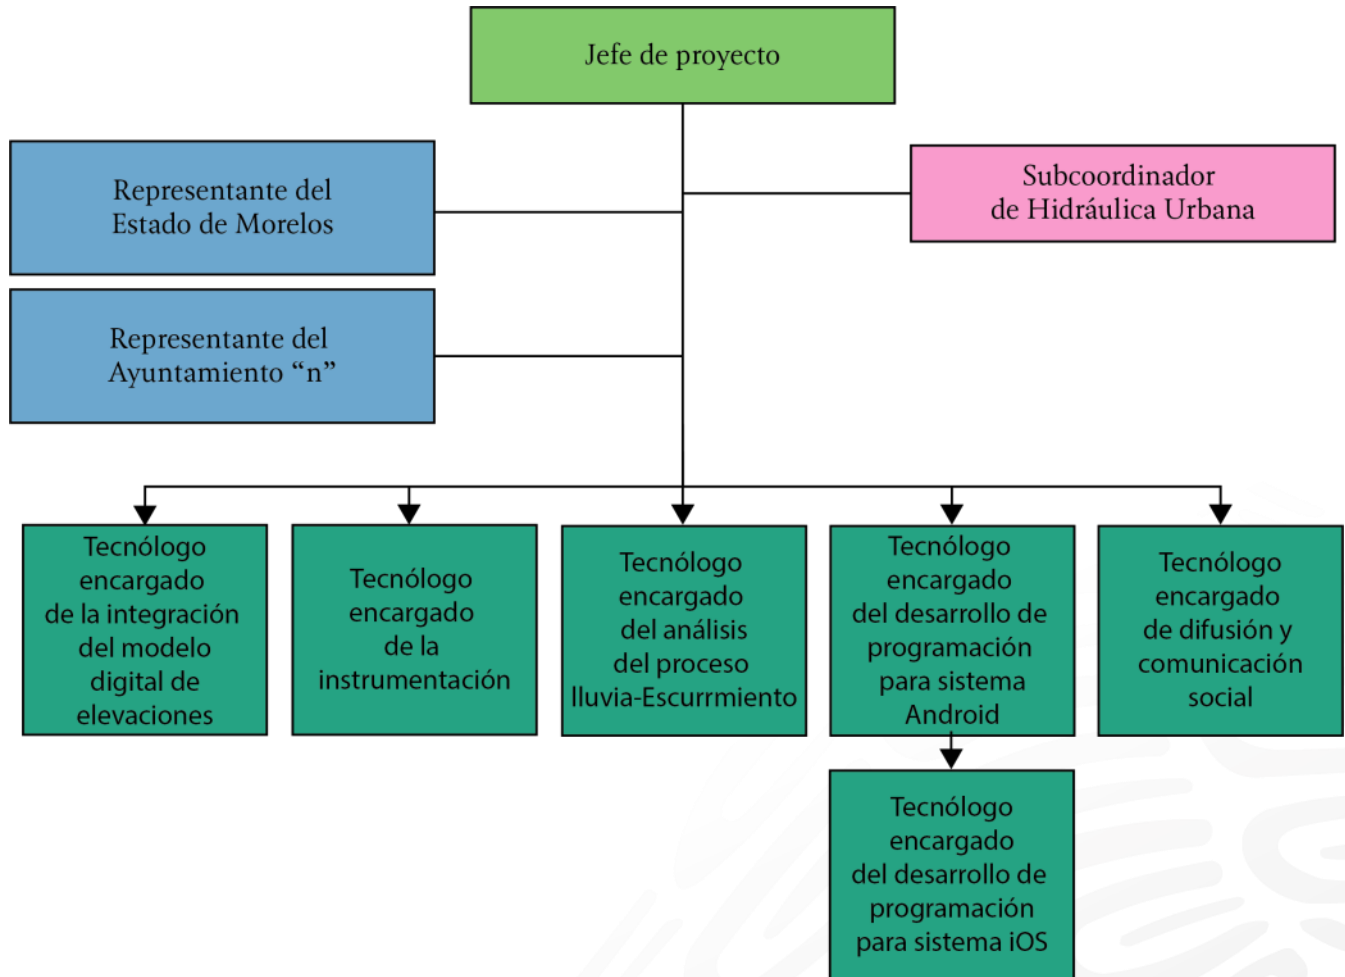 Jefe de proyecto
Representante del
Estado de Morelos
Subcoordinador
de Hidráulica Urbana
Representante del
Ayuntamiento “n”
Tecnólogo
encargado
de la integración
del modelo
digital de
elevaciones
Tecnólogo
encargado
de la
instrumentación
Tecnólogo
encargado
del análisis
del proceso
lluvia-Escurrmiento
Tecnólogo
encargado
del desarrollo de
programación
para sistema
Android
Tecnólogo
encargado
de difusión y
comunicación
social
Tecnólogo
encargado
del desarrollo de
programación
para sistema iOS